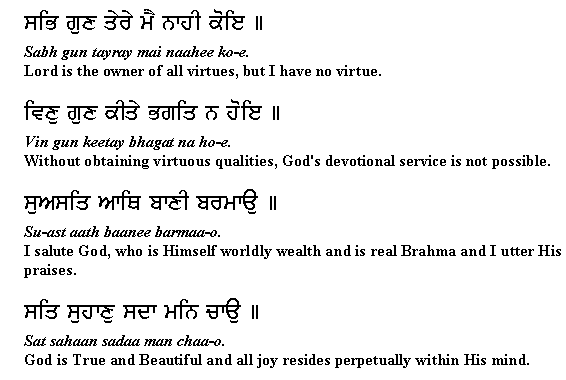 ਸਭਿ ਗੁਣ ਤੇਰੇ ਮੈ ਨਾਹੀ ਕੋਇ ॥
Sabh gun tayray mai naahee ko-e.
Lord is the owner of all virtues, but I have no virtue.
ਵਿਣੁ ਗੁਣ ਕੀਤੇ ਭਗਤਿ ਨ ਹੋਇ ॥
Vin gun keetay bhagat na ho-e.
Without obtaining virtuous qualities, God's devotional service is not possible.
ਸੁਅਸਤਿ ਆਥਿ ਬਾਣੀ ਬਰਮਾਉ ॥
Su-ast aath baanee barmaa-o.
I salute God, who is Himself worldly wealth and is real Brahma and I utter His
praises.
ਸਤਿ ਸੁਹਾਣੁ ਸਦਾ ਮਨਿ ਚਾਉ ॥
Sat sahaan sadaa man chaa-o.
God is True and Beautiful and all joy resides perpetually within His mind.